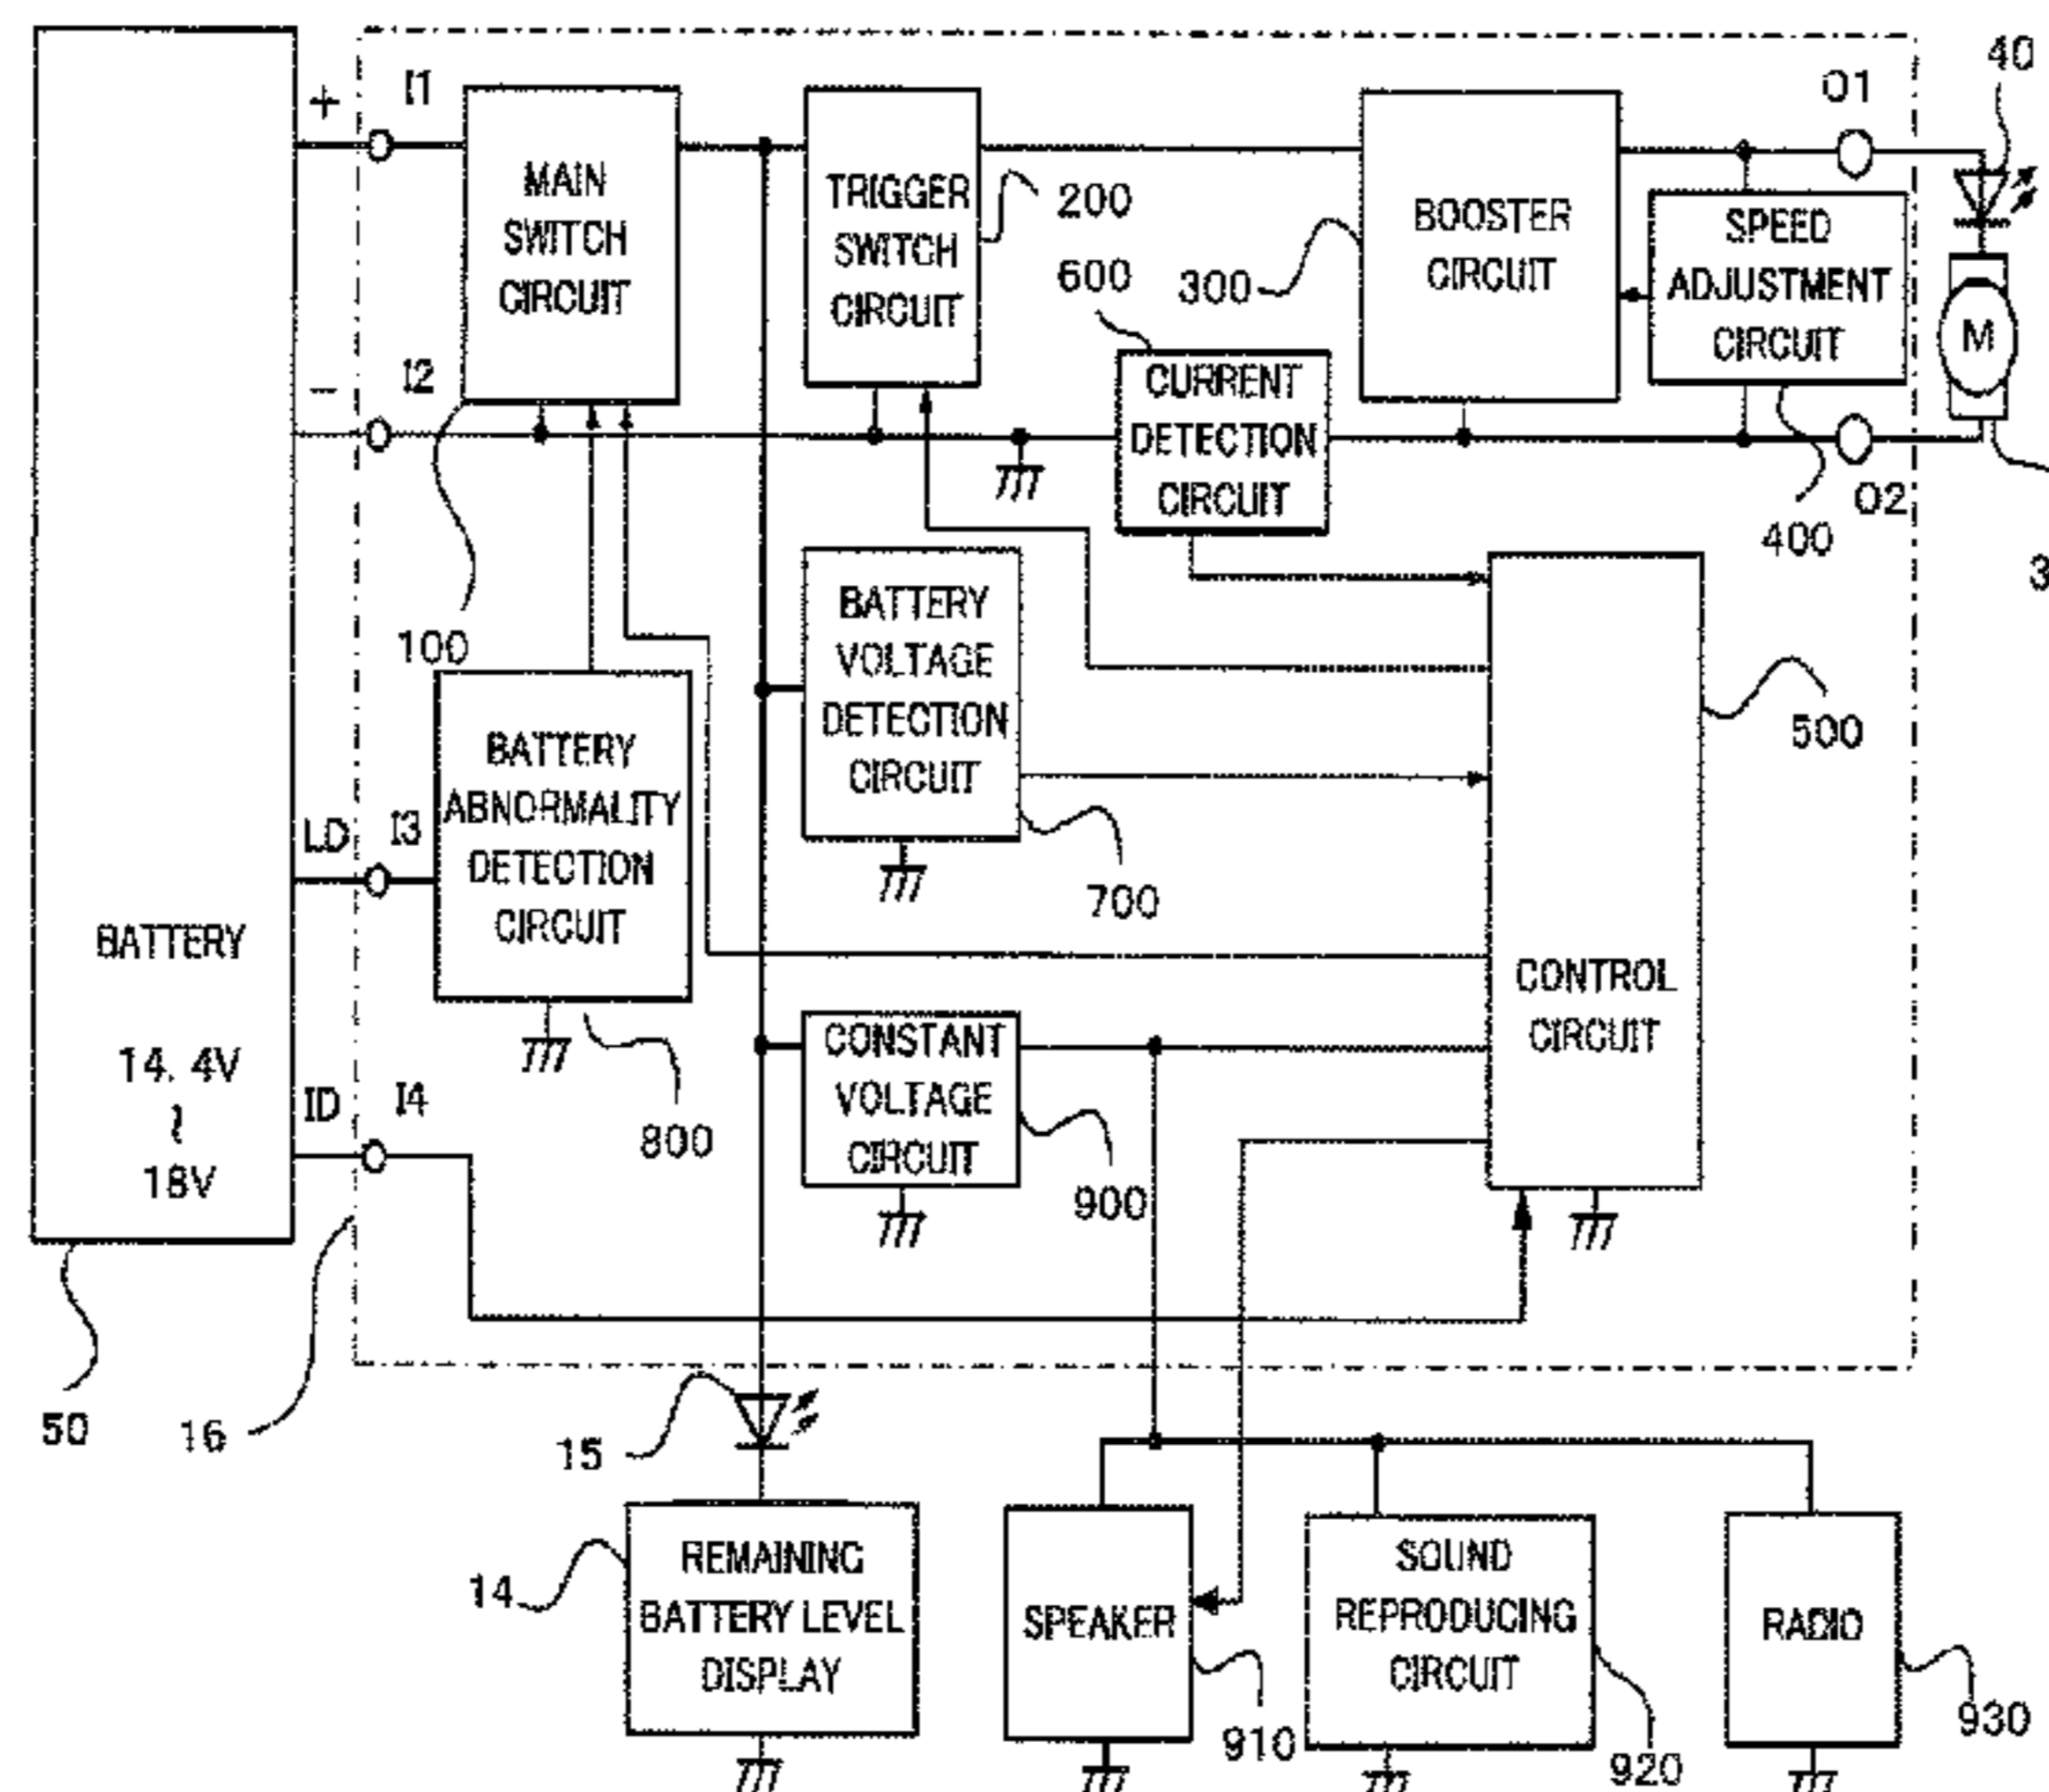 40
+
I1
O1
MAIN
SWITCH
CIRCUIT
TRIGGER
SWITCH
CIRCUIT
200
600
300
BOOSTER
CIRCUIT
SPEED
ADJUSTMENT
CIRCUIT
M
-
I2
CURRENT
DETECTION
CIRCUIT
O2
400
3
100
BATTERY
VOLTAGE
DETECTION
CIRCUIT
500
BATTERY
ABNORMALITY
DETECTION
CIRCUIT
LD
I3
700
BATTERY
14.4V
~
18V
CONTROL
CIRCUIT
CONSTANT
VOLTAGE
CIRCUIT
ID
I4
800
900
50
16
15
14
REMAINING
BATTERY LEVEL
DISPLAY
SPEAKER
SOUND
REPRODUCING
CIRCUIT
RADIO
910
920
930